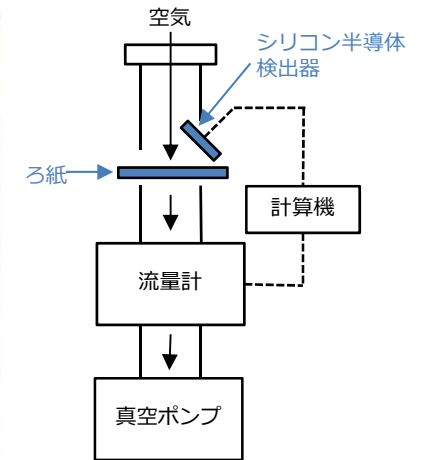 空気
シリコン半導体
検出器
ろ紙
計算機
流量計
真空ポンプ